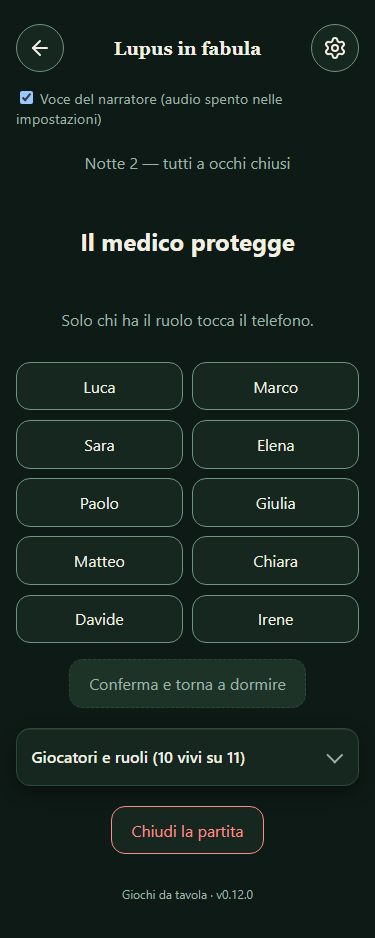 Lupus in fabula
Voce del narratore (audio spento nelle
impostazioni)
Notte 2 — tutti a occhi chiusi
Il medico protegge
Solo chi ha il ruolo tocca il telefono.
Luca
Marco
Sara
Elena
Paolo
Giulia
Matteo
Chiara
Davide
Irene
Conferma e torna a dormire
Giocatori e ruoli (10 vivi su 11)
Chiudi la partita
Giochi da tavola · v0.12.0